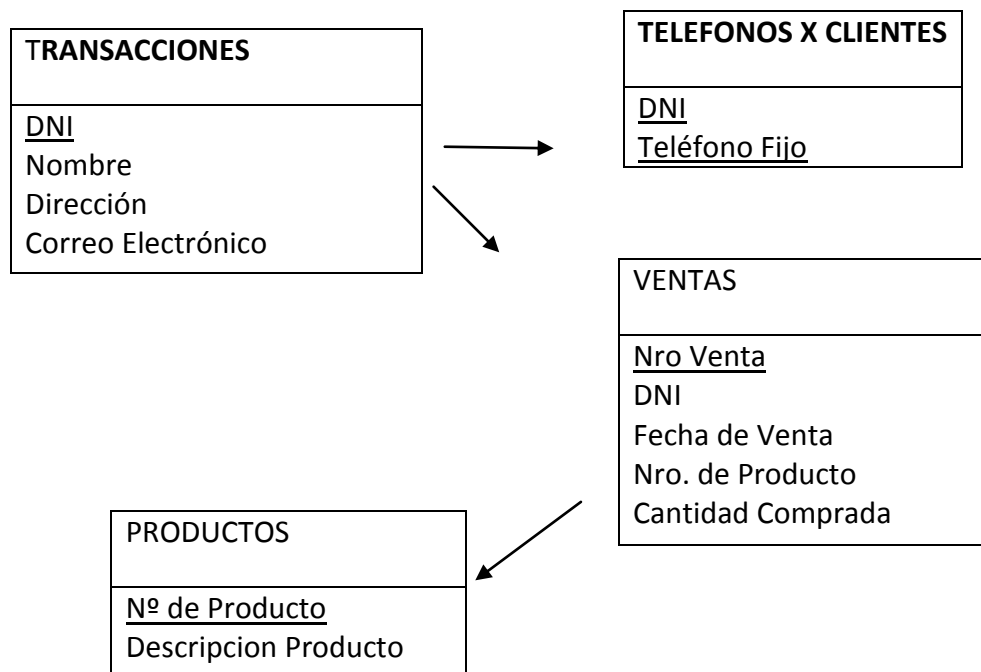 TRANSACCIONES
DNI
Nombre
Dirección
Correo Electrónico
TELEFONOS X CLIENTES
DNI
Teléfono Fijo
VENTAS
Nro Venta
DNI
Fecha de Venta
Nro. de Producto
Cantidad Comprada
PRODUCTOS
Nº de Producto
Descripcion Producto